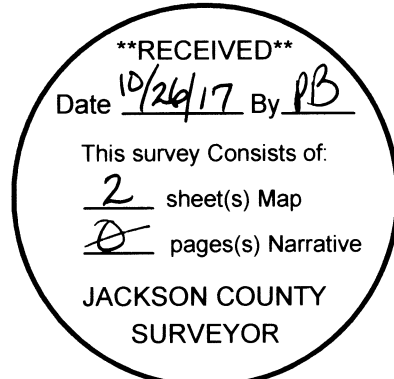 **RECEIVED**
Date 10/26/17 By PB
This survey Consists of:
2 sheet(s) Map
0 pages(s) Narrative
JACKSON COUNTY
SURVEYOR